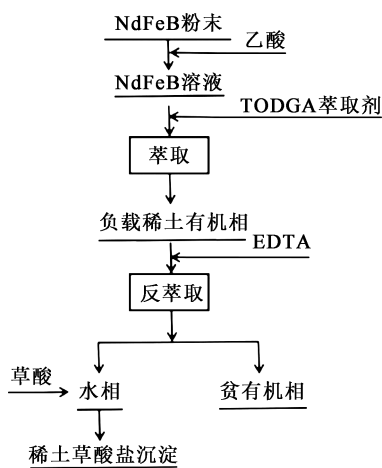 NdFeB粉末
乙酸
NdFeB溶液
TODGA萃取剂
萃取
负载稀土有机相
EDTA
反萃取
草酸
水相
贫有机相
稀土草酸盐沉淀